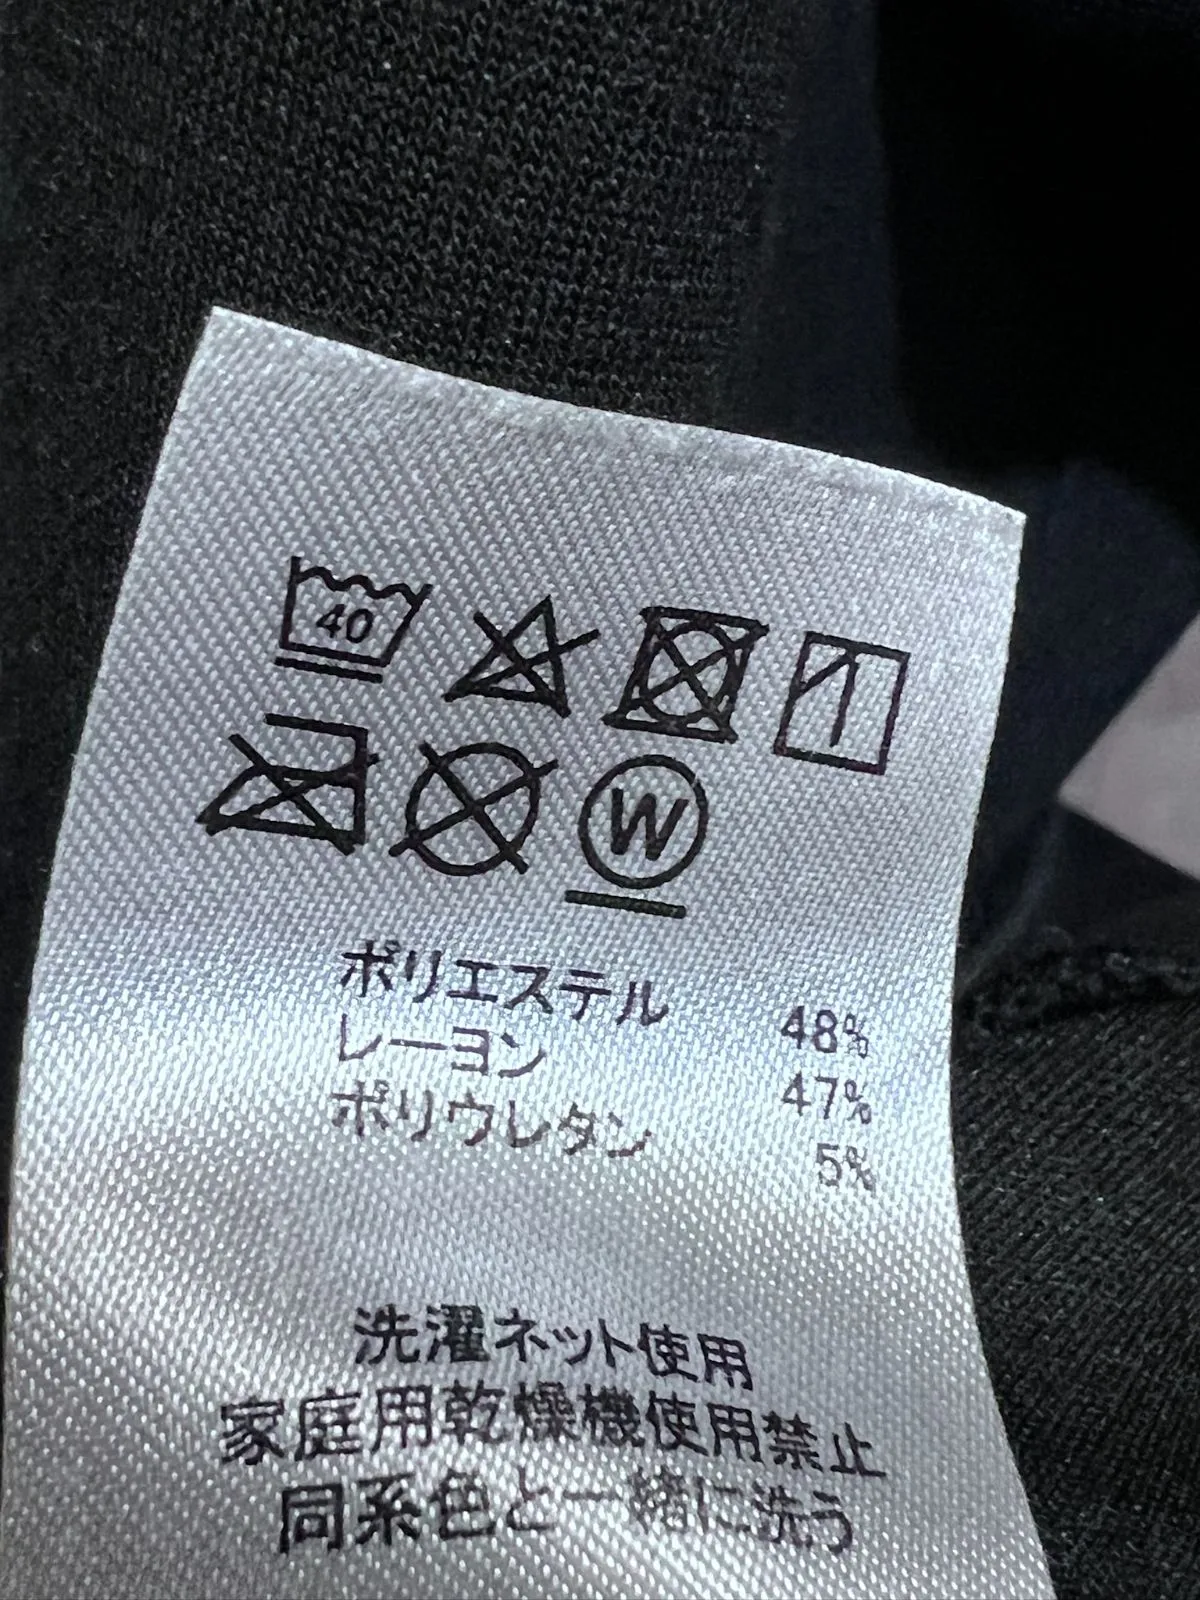 40
W
ポリエステル 48%
レーヨン 47%
ポリウレタン 5%
洗濯ネット使用
家庭用乾燥機使用禁止
同系色と一緒に洗う